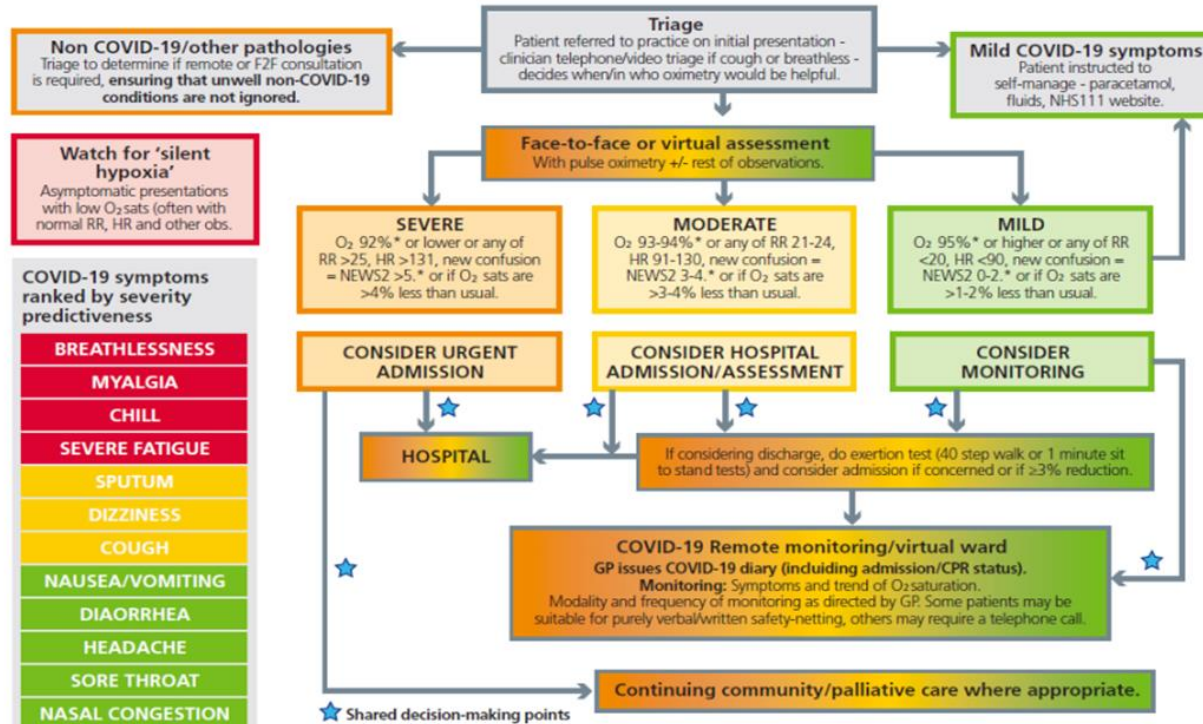 Triage
Patient referred to practice on initial presentation -
clinician telephone/video triage if cough or breathless -
decides when/in who oximetry would be helpful.
Non COVID-19/other pathologies
Triage to determine if remote or F2F consultation
is required, ensuring that unwell non-COVID-19
conditions are not ignored.
Mild COVID-19 symptoms
Patient instructed to
self-manage - paracetamol,
fluids, NHS111 website.
Watch for ‘silent
hypoxia’
Asymptomatic presentations
with low O₂ sats (often with
normal RR, HR and other obs.
Face-to-face or virtual assessment
With pulse oximetry +/- rest of observations.
SEVERE
O₂ 92%* or lower or any of
RR >25, HR >131, new confusion
= NEWS2 >5.* or if O₂ sats are
>4% less than usual.
MODERATE
O₂ 93-94%* or any of RR 21-24,
HR 91-130, new confusion =
NEWS2 3-4.* or if O₂ sats are
>3-4% less than usual.
MILD
O₂ 95%* or higher or any of RR
<20, HR <90, new confusion =
NEWS2 0-2.* or if O₂ sats are
>1-2% less than usual.
COVID-19 symptoms
ranked by severity
predictiveness
BREATHLESSNESS
MYALGIA
CHILL
SEVERE FATIGUE
SPUTUM
DIZZINESS
COUGH
NAUSEA/VOMITING
DIAORRHEA
HEADACHE
SORE THROAT
NASAL CONGESTION
CONSIDER URGENT
ADMISSION
CONSIDER HOSPITAL
ADMISSION/ASSESSMENT
CONSIDER
MONITORING
HOSPITAL
If considering discharge, do exertion test (40 step walk or 1 minute sit
to stand tests) and consider admission if concerned or if ≥3% reduction.
COVID-19 Remote monitoring/virtual ward
GP issues COVID-19 diary (including admission/CPR status).
Monitoring: Symptoms and trend of O₂ saturation.
Modality and frequency of monitoring as directed by GP. Some patients may be
suitable for purely verbal/written safety-netting, others may require a telephone call.
Continuing community/palliative care where appropriate.
Shared decision-making points